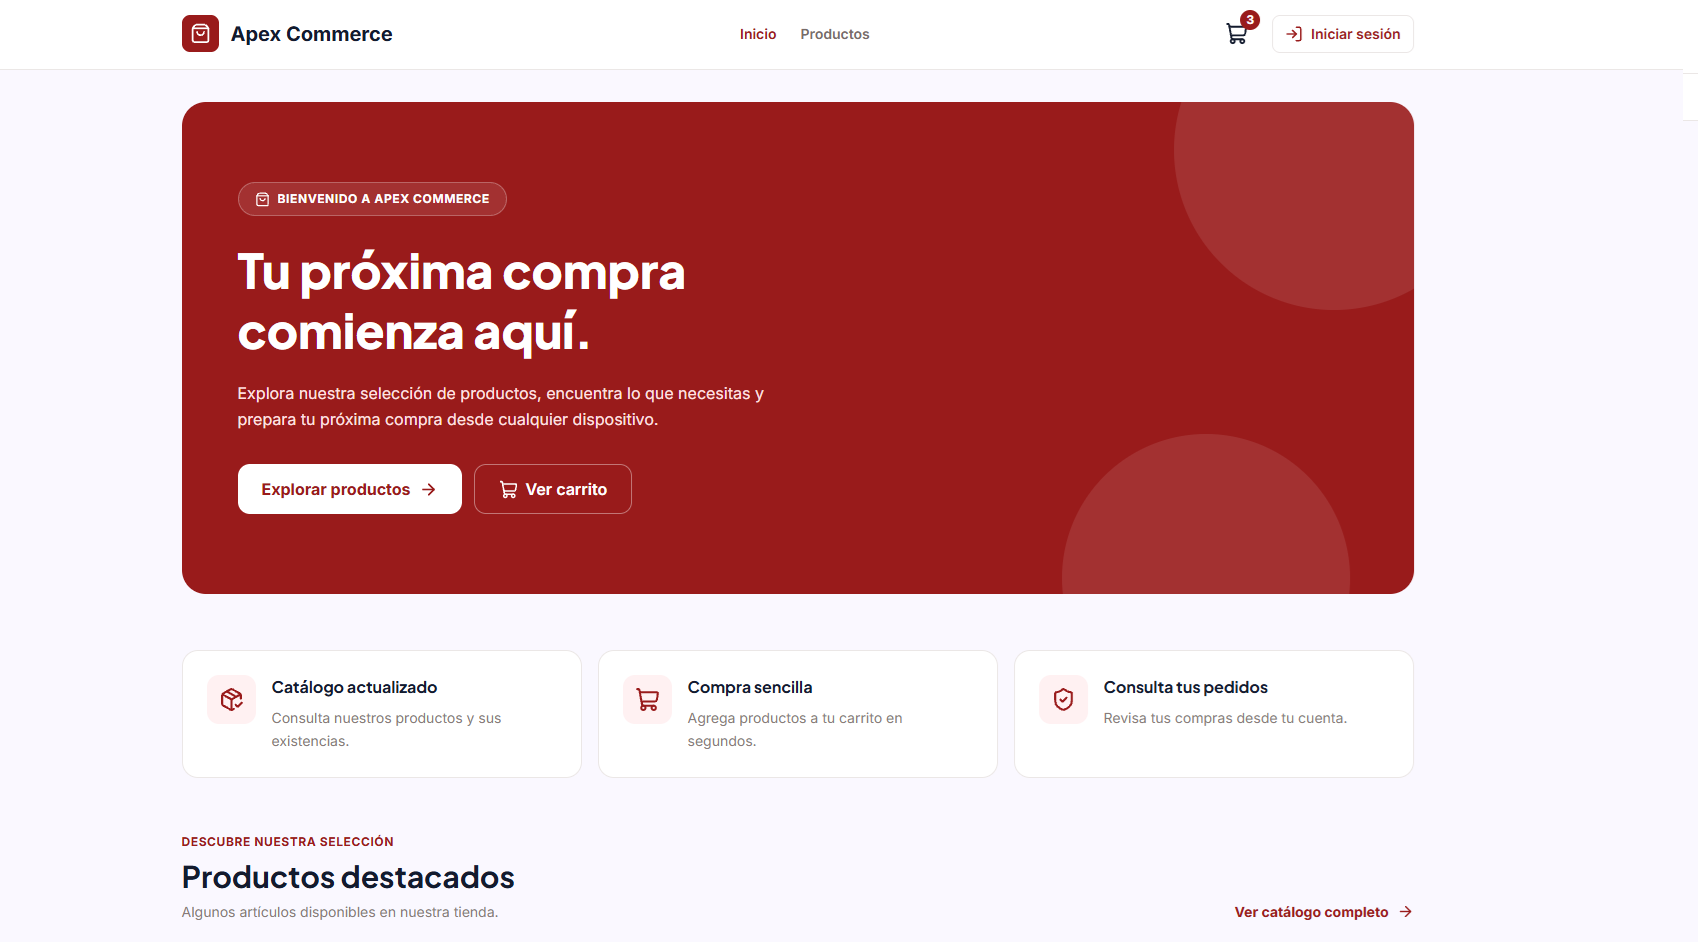 Apex Commerce
Inicio
Productos
3
Iniciar sesión
BIENVENIDO A APEX COMMERCE
Tu próxima compra
comienza aquí.
Explora nuestra selección de productos, encuentra lo que necesitas y
prepara tu próxima compra desde cualquier dispositivo.
Explorar productos
Ver carrito
Catálogo actualizado
Consulta nuestros productos y sus
existencias.
Compra sencilla
Agrega productos a tu carrito en
segundos.
Consulta tus pedidos
Revisa tus compras desde tu cuenta.
DESCUBRE NUESTRA SELECCIÓN
Productos destacados
Algunos artículos disponibles en nuestra tienda.
Ver catálogo completo